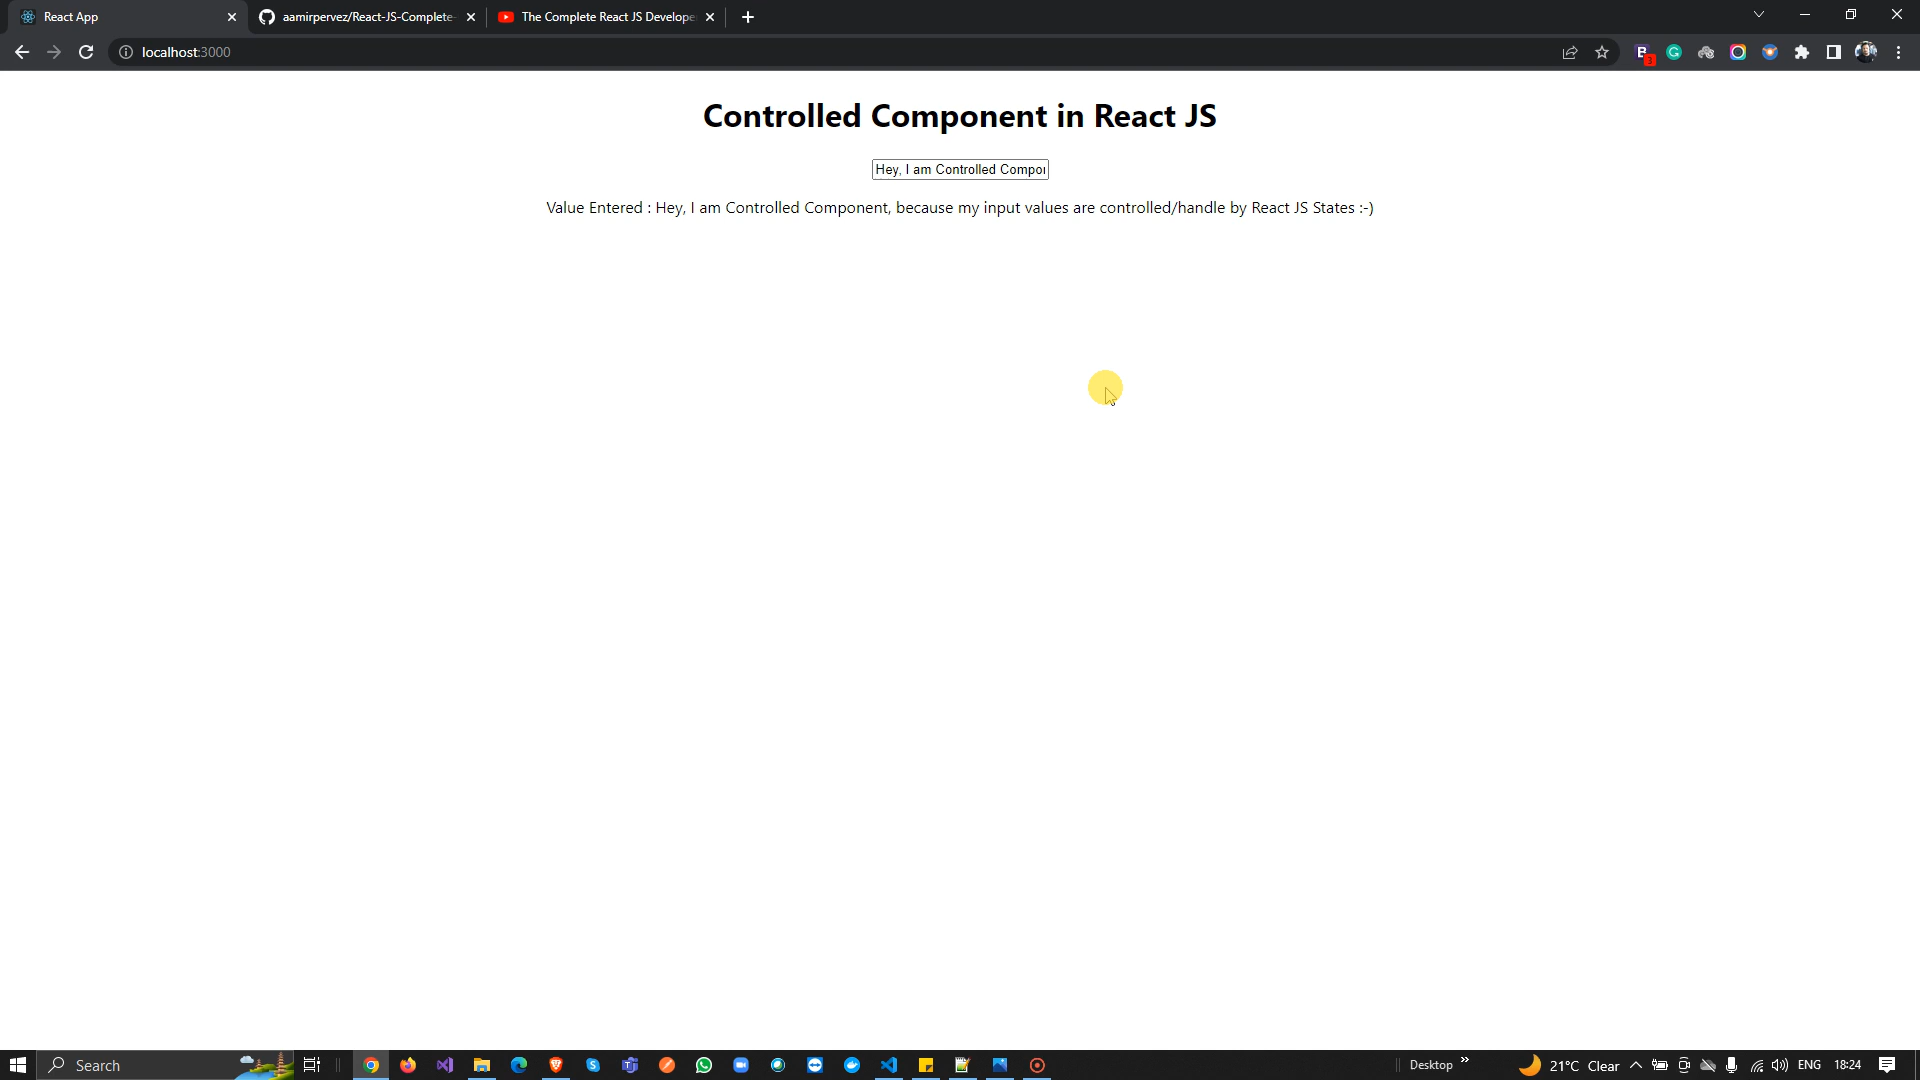 React App
aamirpervez/React-JS-Complete-
The Complete React JS Develope
localhost:3000
B
3
Controlled Component in React JS
Hey, I am Controlled Compo
Value Entered : Hey, I am Controlled Component, because my input values are controlled/handle by React JS States :-)
Search
Desktop
21°C Clear
ENG
18:24